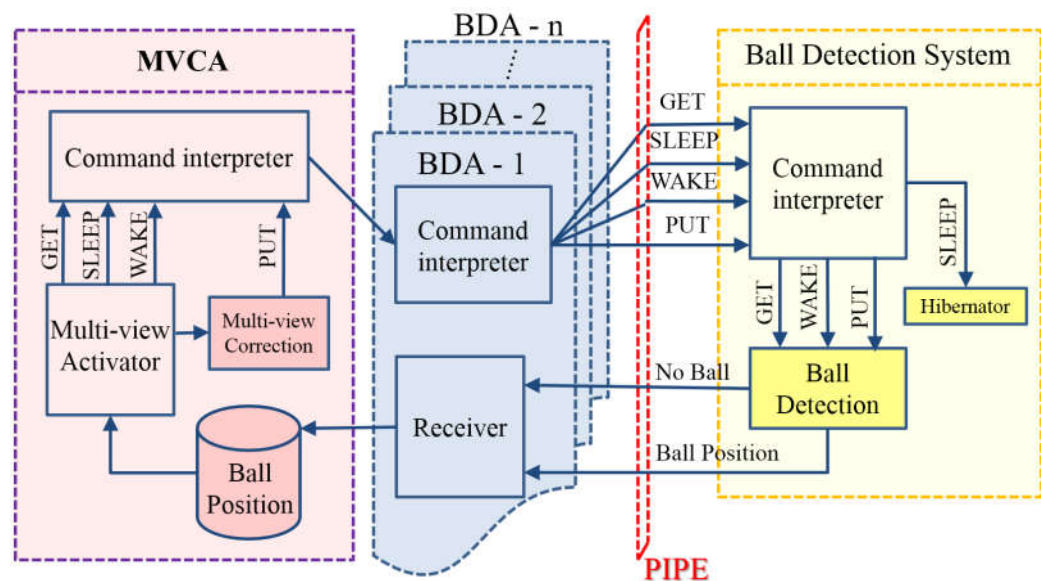 MVCA
Command interpreter
GET
SLEEP
WAKE
PUT
Multi-view
Activator
Multi-view
Correction
Ball
Position
BDA - n
BDA - 2
BDA - 1
Command
interpreter
Receiver
GET
SLEEP
WAKE
PUT
No Ball
Ball Position
PIPE
Ball Detection System
Command
interpreter
SLEEP
Hibernator
GET
WAKE
PUT
Ball
Detection